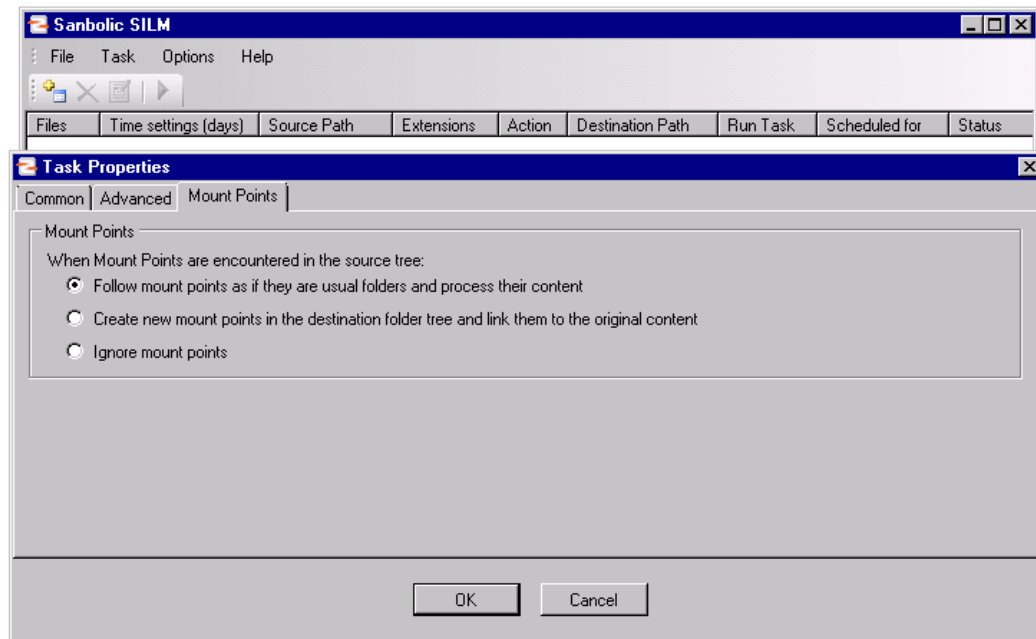 Sanbolic SILM
File Task Options Help
Files Time settings (days) Source Path Extensions Action Destination Path Run Task Scheduled for Status
Task Properties
Common Advanced Mount Points
Mount Points
When Mount Points are encountered in the source tree:
Follow mount points as if they are usual folders and process their content
Create new mount points in the destination folder tree and link them to the original content
Ignore mount points
OK Cancel